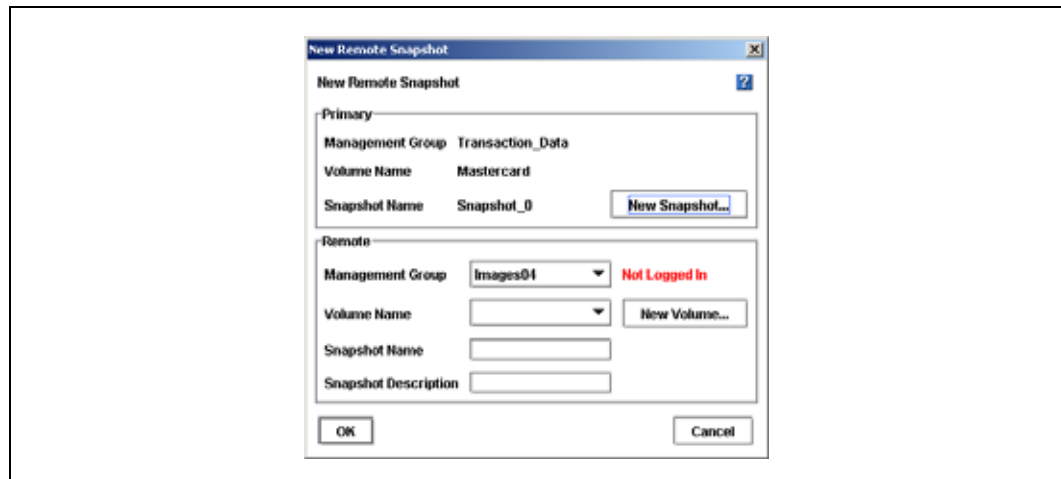 New Remote Snapshot
New Remote Snapshot
?
Primary
Management Group Transaction_Data
Volume Name Mastercard
Snapshot Name Snapshot_0 New Snapshot...
Remote
Management Group Images04 Not Logged In
Volume Name New Volume...
Snapshot Name
Snapshot Description
OK Cancel